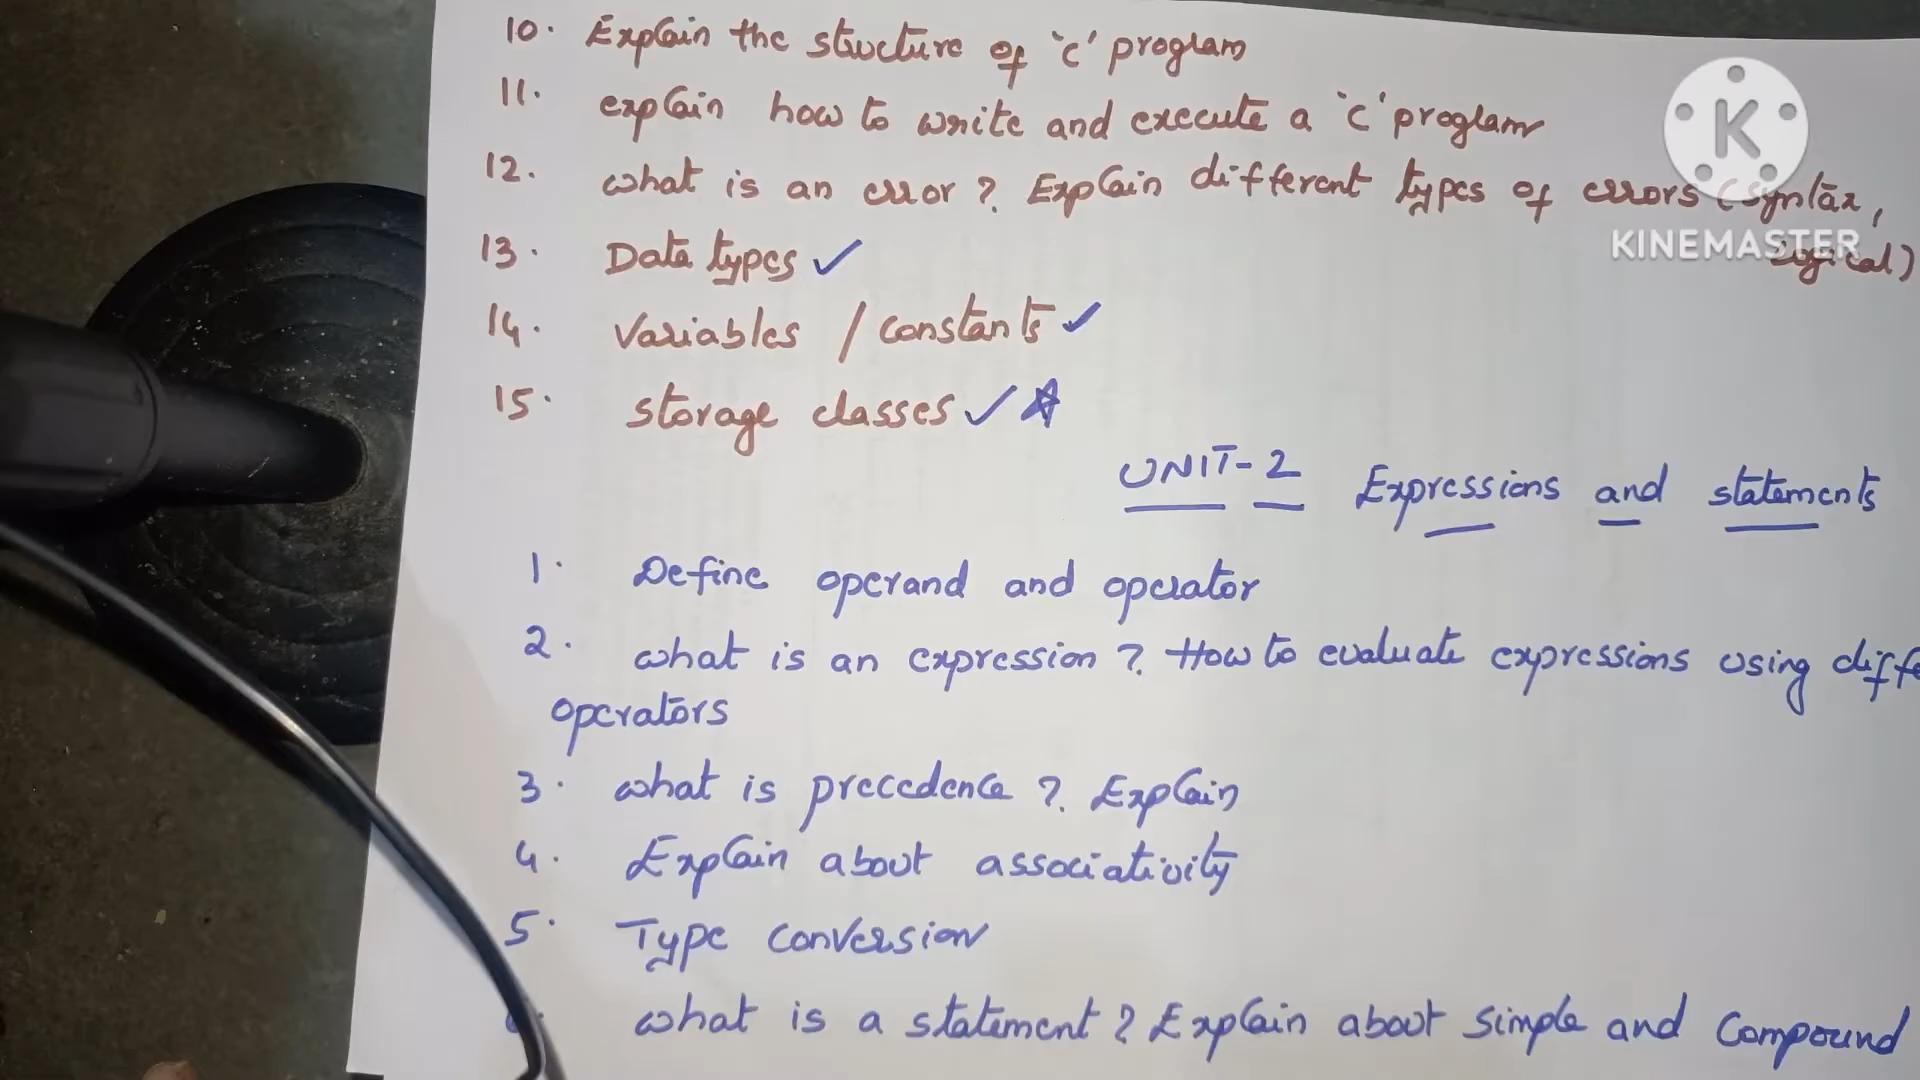 10. Explain the structure of 'c' program
11. explain how to write and execute a 'c' program
12. what is an error? Explain different types of errors (syntax,
logical)
K
KINEMASTER
13. Data types ✓
14. Variables / constants ✓
15. storage classes ✓ ☆
UNIT-2 Expressions and statements
1. Define operand and operator
2. what is an expression? How to evaluate expressions using diffe
operators
3. what is precedence? Explain
4. Explain about associativity
5. Type conversion
what is a statement? Explain about simple and compound